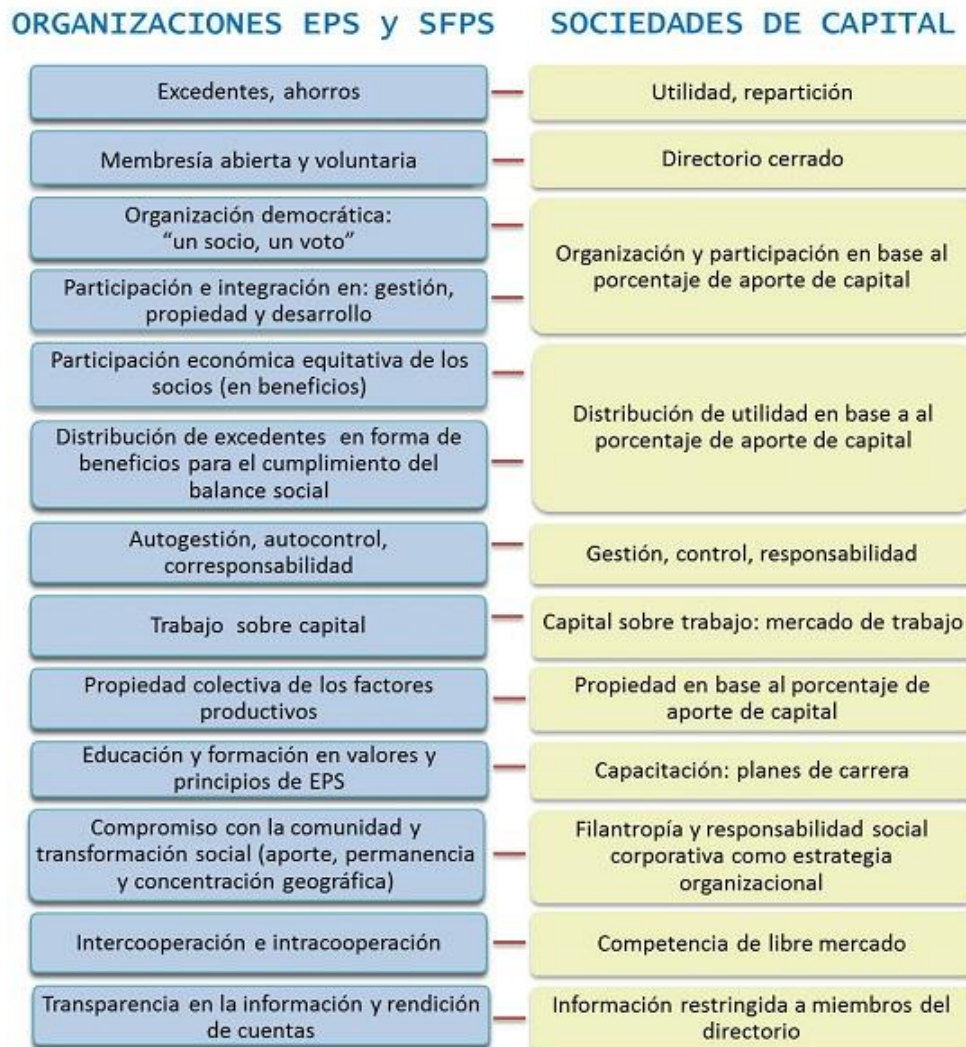 ORGANIZACIONES EPS y SFPS
SOCIEDADES DE CAPITAL
Excedentes, ahorros
Utilidad, repartición
Membresía abierta y voluntaria
Directorio cerrado
Organización democrática:
“un socio, un voto”
Participación e integración en: gestión,
propiedad y desarrollo
Organización y participación en base al
porcentaje de aporte de capital
Participación económica equitativa de los
socios (en beneficios)
Distribución de excedentes en forma de
beneficios para el cumplimiento del
balance social
Distribución de utilidad en base a al
porcentaje de aporte de capital
Autogestión, autocontrol,
corresponsabilidad
Gestión, control, responsabilidad
Trabajo sobre capital
Capital sobre trabajo: mercado de trabajo
Propiedad colectiva de los factores
productivos
Propiedad en base al porcentaje de
aporte de capital
Educación y formación en valores y
principios de EPS
Capacitación: planes de carrera
Compromiso con la comunidad y
transformación social (aporte, permanencia
y concentración geográfica)
Filantropía y responsabilidad social
corporativa como estrategia
organizacional
Intercooperación e intracooperación
Competencia de libre mercado
Transparencia en la información y rendición
de cuentas
Información restringida a miembros del
directorio